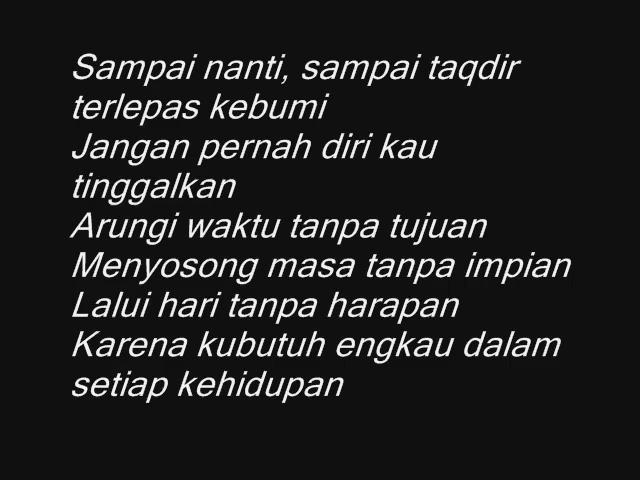 Sampai nanti, sampai taqdir
terlepas kebumi
Jangan pernah diri kau
tinggalkan
Arungi waktu tanpa tujuan
Menyosong masa tanpa impian
Lalui hari tanpa harapan
Karena kubutuh engkau dalam
setiap kehidupan